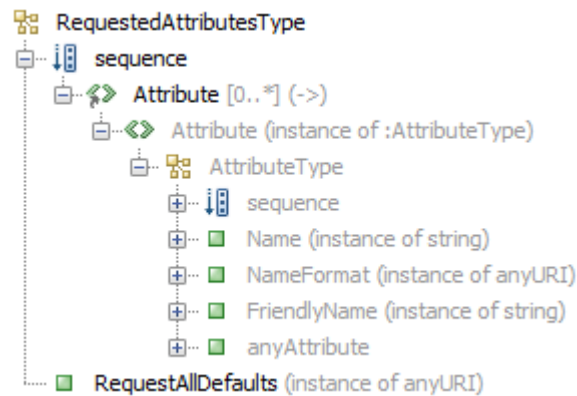 RequestedAttributesType
sequence
Attribute [0..*] (->)
Attribute (instance of :AttributeType)
AttributeType
sequence
Name (instance of string)
NameFormat (instance of anyURI)
FriendlyName (instance of string)
anyAttribute
RequestAllDefaults (instance of anyURI)